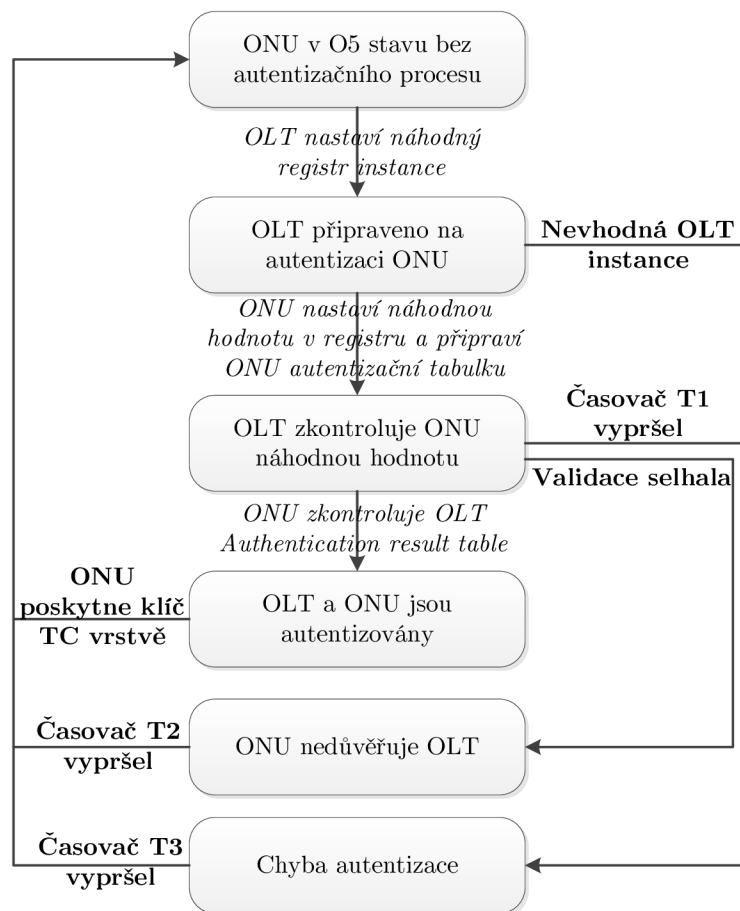 ONU v O5 stavu bez
autentizačního procesu
OLT nastaví náhodný
registr instance
OLT připraveno na
autentizaci ONU
Nevhodná OLT
instance
ONU nastaví náhodnou
hodnotu v registru a připraví
ONU autentizační tabulku
OLT zkontroluje ONU
náhodnou hodnotu
Časovač T1
vypršel
Validace selhala
ONU zkontroluje OLT
Authentication result table
ONU
poskytne klíč
TC vrstvě
OLT a ONU jsou
autentizovány
Časovač T2
vypršel
ONU nedůvěřuje OLT
Časovač T3
vypršel
Chyba autentizace